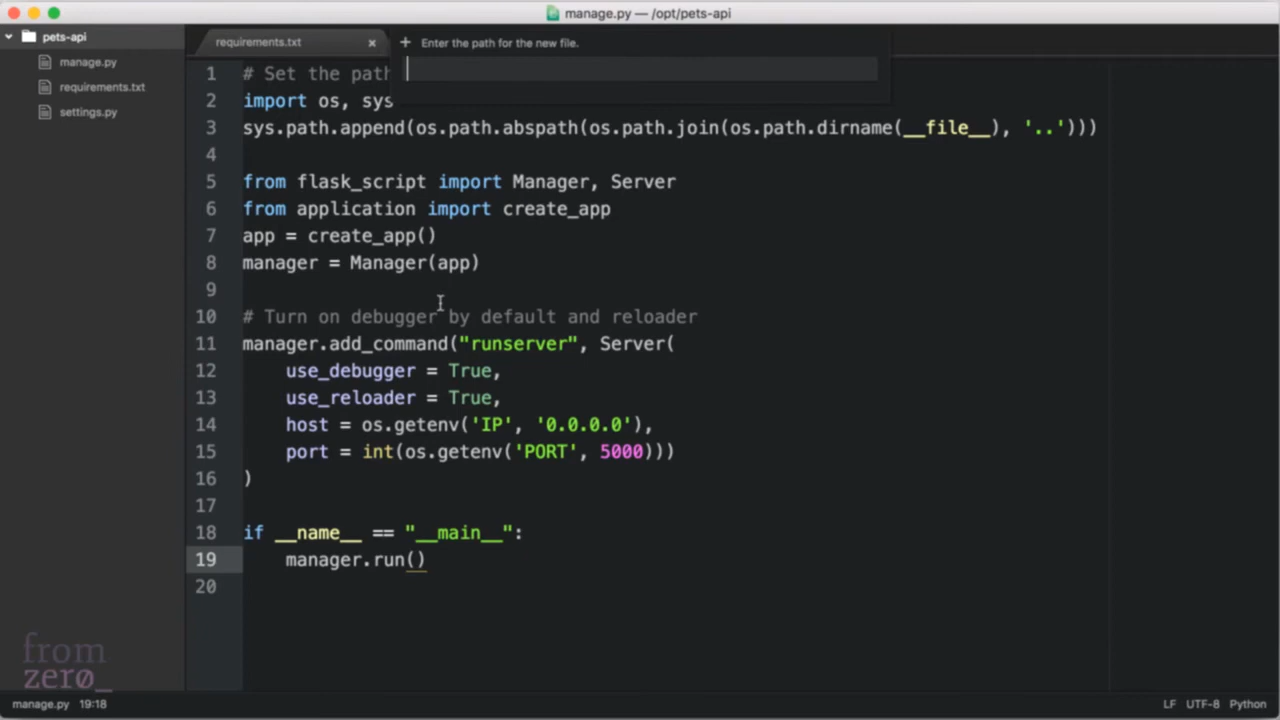 manage.py — /opt/pets-api
pets-api
manage.py
requirements.txt
settings.py
requirements.txt
Enter the path for the new file.
1 # Set the path
2 import os, sys
3 sys.path.append(os.path.abspath(os.path.join(os.path.dirname(__file__), '..')))
4
5 from flask_script import Manager, Server
6 from application import create_app
7 app = create_app()
8 manager = Manager(app)
9
10 # Turn on debugger by default and reloader
11 manager.add_command("runserver", Server(
12 use_debugger = True,
13 use_reloader = True,
14 host = os.getenv('IP', '0.0.0.0'),
15 port = int(os.getenv('PORT', 5000)))
16 )
17
18 if __name__ == "__main__":
19 manager.run()
20
from
zerø_
manage.py 19:18
LF UTF-8 Python